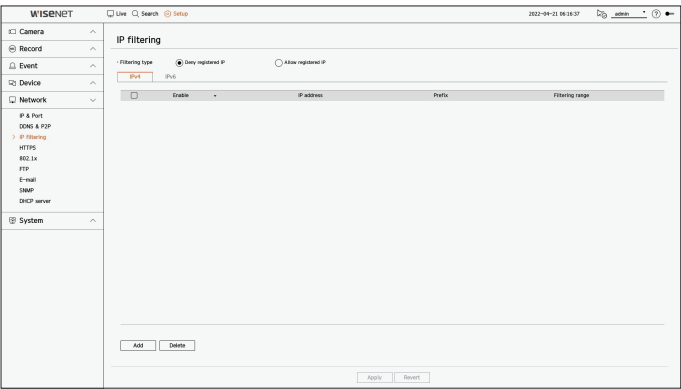 WISENET
Live Search Setup
2022-04-21 06:16:37 admin ?
Camera
Record
Event
Device
Network
IP & Port
DDNS & P2P
IP filtering
HTTPS
802.1x
FTP
E-mail
SNMP
DHCP server
System
IP filtering
Filtering type Deny registered IP Allow registered IP
IPv4 IPv6
Enable IP address Prefix Filtering range
Add Delete
Apply Revert